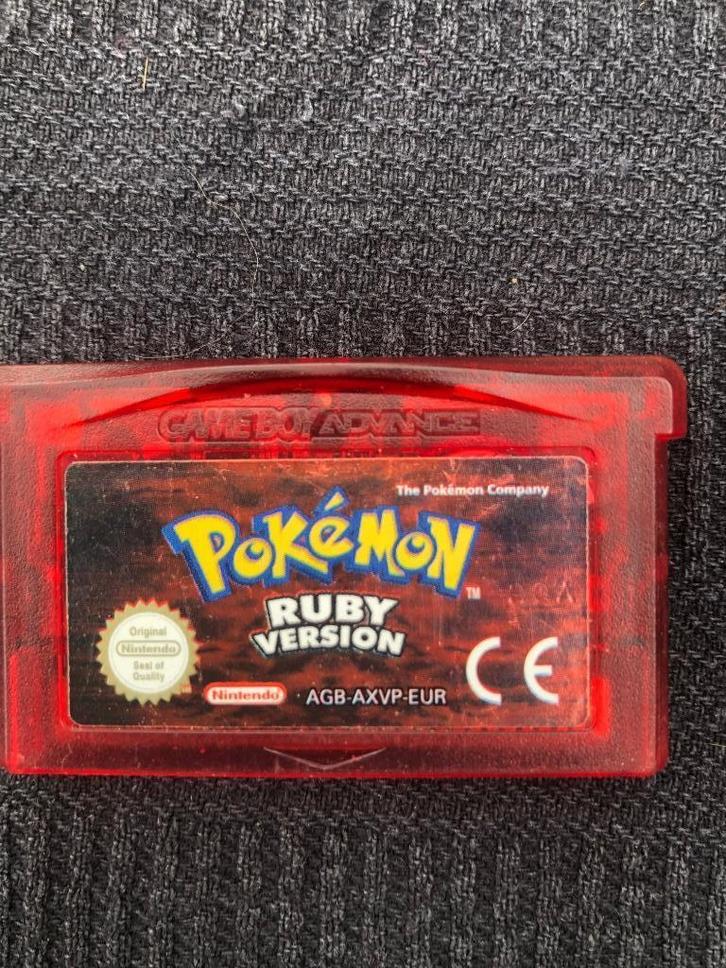 GAME BOY ADVANCE
The Pokémon Company
POKéMON
TM
RUBY
VERSION
Original
Nintendo
Seal of
Quality
Nintendo
AGB-AXVP-EUR
CE